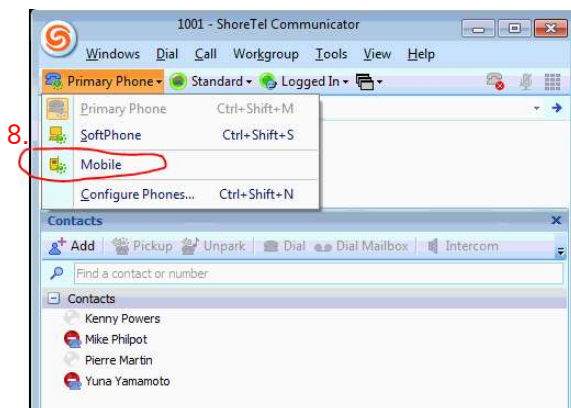 1001 - ShoreTel Communicator
Windows Dial Call Workgroup Tools View Help
Primary Phone Standard Logged In
Primary Phone Ctrl+Shift+M
8. SoftPhone Ctrl+Shift+S
Mobile
Configure Phones... Ctrl+Shift+N
Contacts x
Add Pickup Unpark Dial Dial Mailbox Intercom
Find a contact or number
Contacts
Kenny Powers
Mike Philpot
Pierre Martin
Yuna Yamamoto